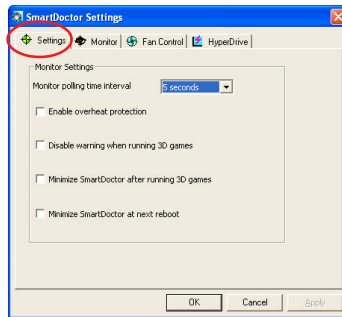 SmartDoctor Settings
Settings Monitor Fan Control HyperDrive
Monitor Settings
Monitor polling time interval 5 seconds
Enable overheat protection
Disable warning when running 3D games
Minimize SmartDoctor after running 3D games
Minimize SmartDoctor at next reboot
OK Cancel Apply